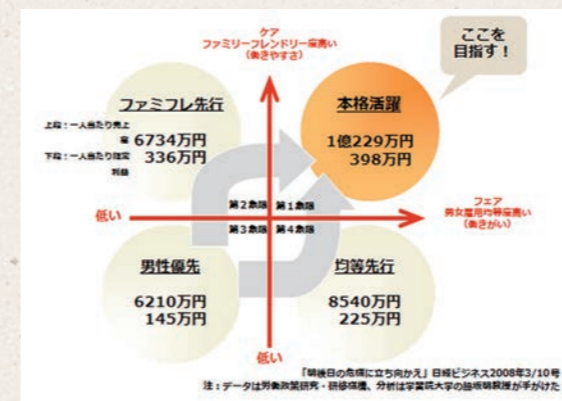 ケア
ファミリーフレンドリー度高い
(働きやすさ)
ここを
目指す！
ファミフレ先行
本格活躍
上段：一人当たり売上
高
6734万円
1億229万円
下段：一人当たり経常
利益
336万円
398万円
低い
第2象限
第1象限
フェア
男女雇用均等度高い
(働きがい)
第3象限
第4象限
男性優先
均等先行
6210万円
8540万円
145万円
225万円
低い
「明後日の危機に立ち向かえ」日経ビジネス2008年3/10号
注：データは労働政策研究・研修機構、分析は学習院大学の脇坂明教授が手がけた